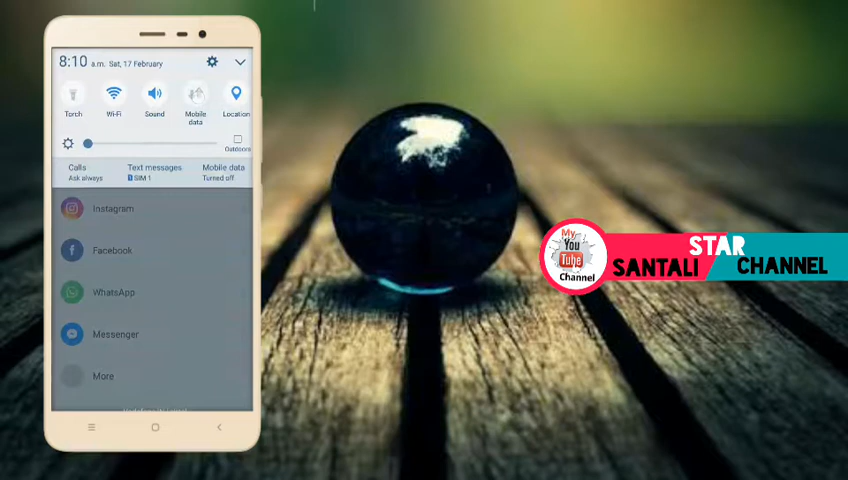 8:10 a.m. Sat, 17 February
Torch Wi-Fi Sound Mobile data Location
Outdoors
Calls Text messages Mobile data
Ask always 1 SIM 1 Turned off
Instagram
Facebook
WhatsApp
Messenger
More
My
You
Tube
Channel
STAR
SANTALI CHANNEL